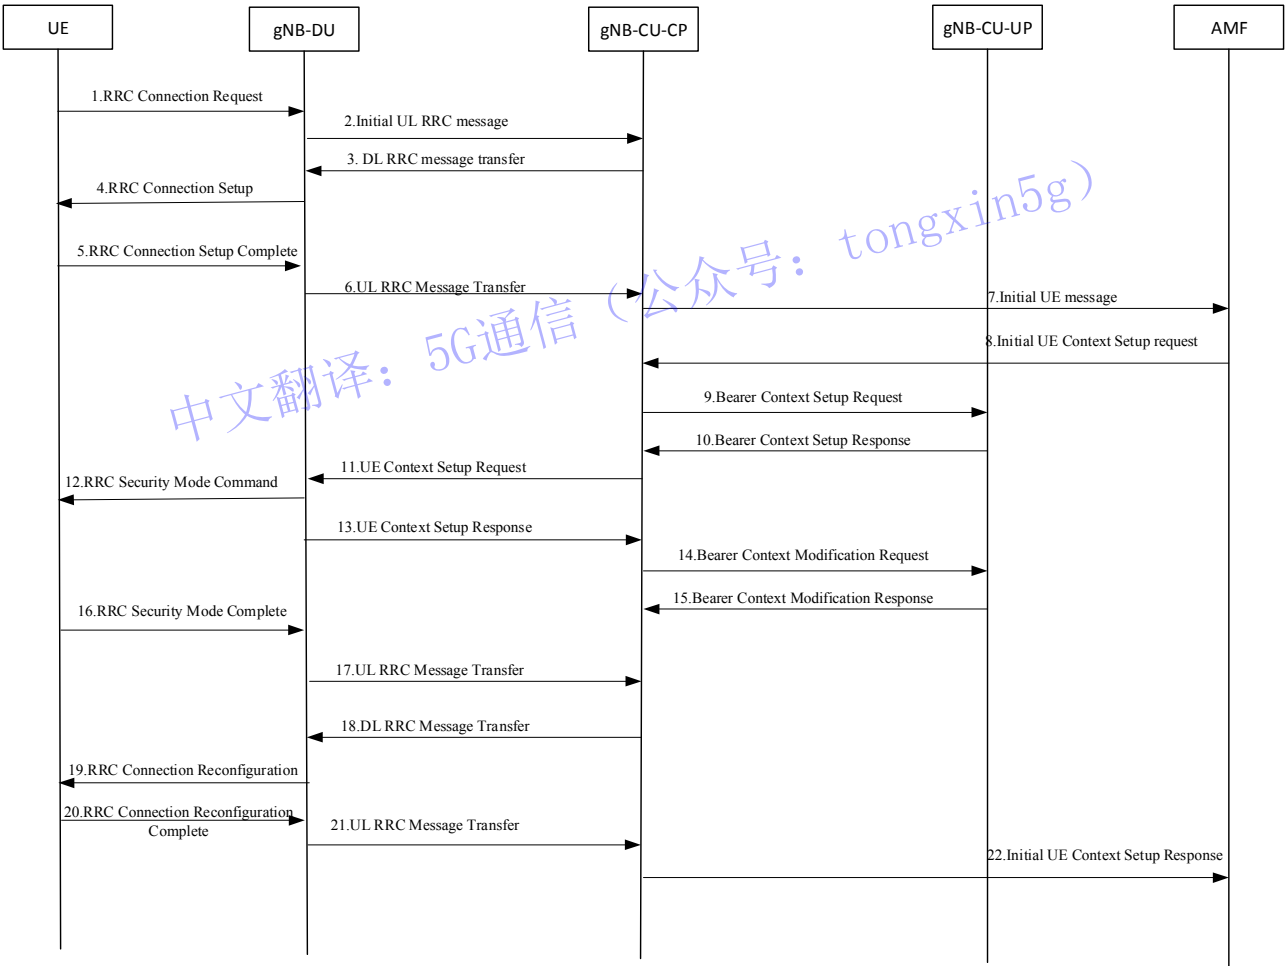 UE
gNB-DU
gNB-CU-CP
gNB-CU-UP
AMF
1.RRC Connection Request
2.Initial UL RRC message
3. DL RRC message transfer
4.RRC Connection Setup
5.RRC Connection Setup Complete
6.UL RRC Message Transfer
7.Initial UE message
8.Initial UE Context Setup request
9.Bearer Context Setup Request
10.Bearer Context Setup Response
11.UE Context Setup Request
12.RRC Security Mode Command
13.UE Context Setup Response
14.Bearer Context Modification Request
15.Bearer Context Modification Response
16.RRC Security Mode Complete
17.UL RRC Message Transfer
18.DL RRC Message Transfer
19.RRC Connection Reconfiguration
20.RRC Connection Reconfiguration
Complete
21.UL RRC Message Transfer
22.Initial UE Context Setup Response
中文翻译：5G通信（公众号：tongxin5g）